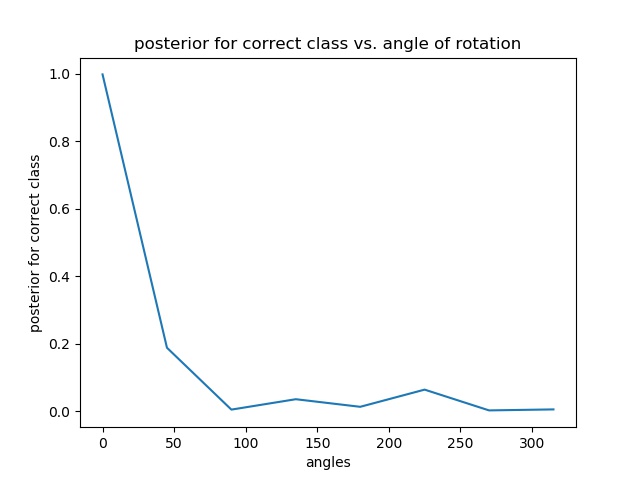 posterior for correct class vs. angle of rotation
1.0
0.8
0.6
0.4
0.2
0.0
posterior for correct class
0 50 100 150 200 250 300
angles